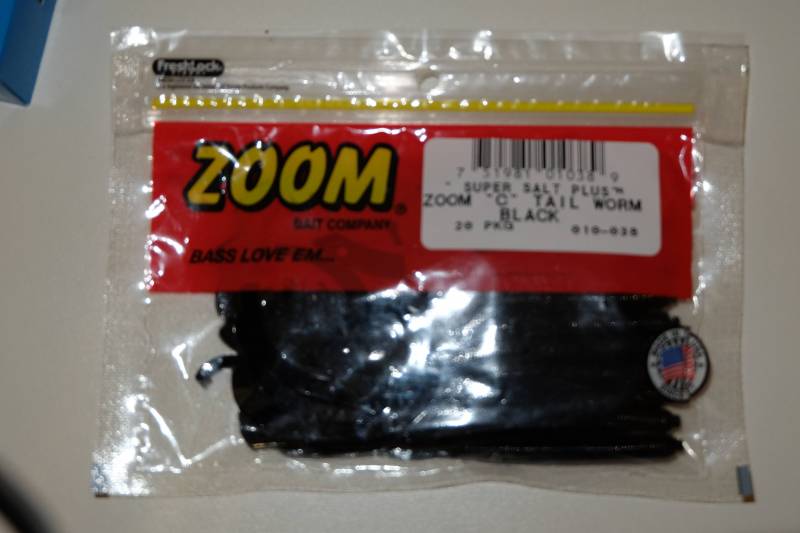 FreshLock
ZOOM
BAIT COMPANY
BASS LOVE EM...
7 51981 01038 9
"SUPER SALT PLUS™
ZOOM "C" TAIL WORM
BLACK
20 PKG 010-038